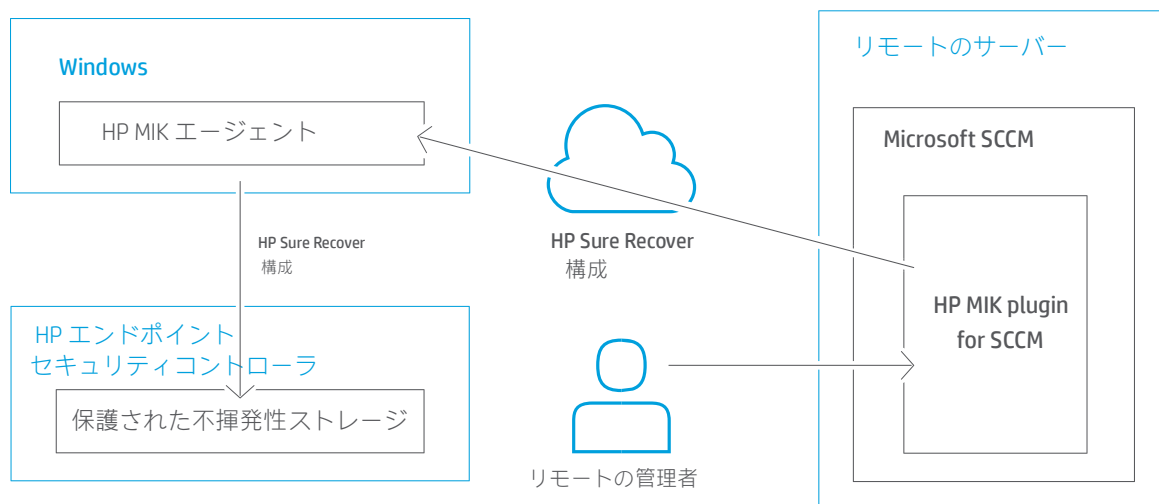 Windows
HP MIK エージェント
HP Sure Recover
構成
HP エンドポイント
セキュリティコントローラ
保護された不揮発性ストレージ
HP Sure Recover
構成
リモートの管理者
リモートのサーバー
Microsoft SCCM
HP MIK plugin
for SCCM